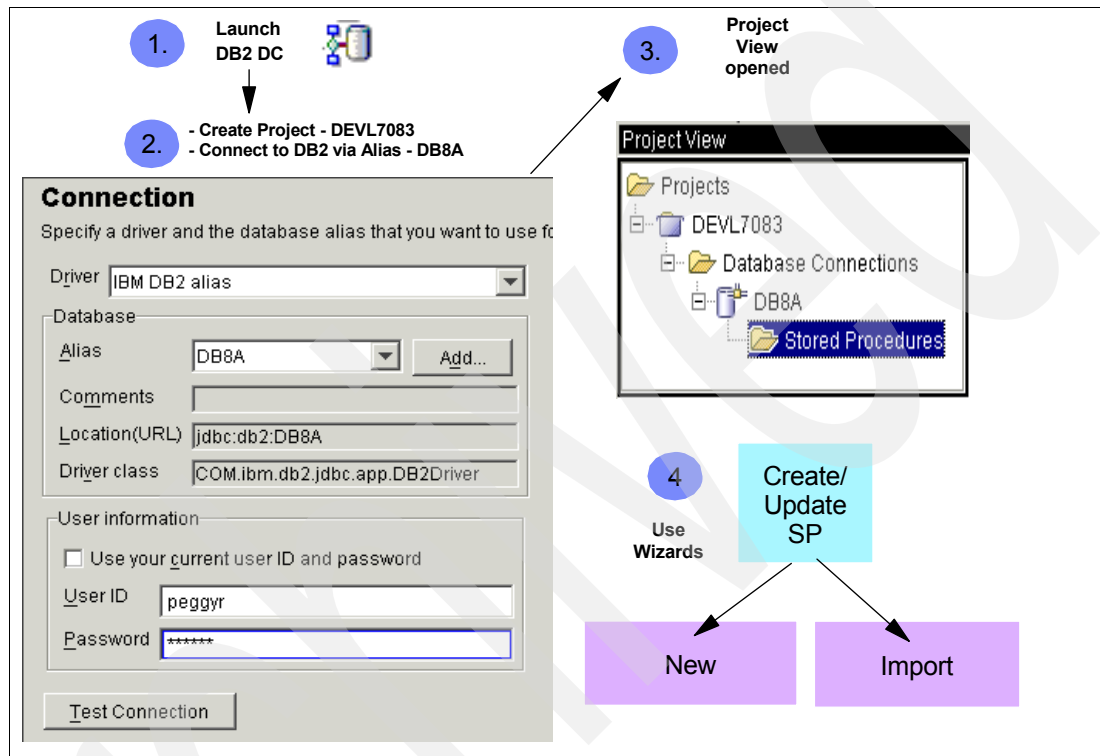 1.
Launch
DB2 DC
2.
- Create Project - DEVL7083
- Connect to DB2 via Alias - DB8A
Connection
Specify a driver and the database alias that you want to use fo
Driver
IBM DB2 alias
Database
Alias
DB8A
Add...
Comments
Location(URL)
jdbc:db2:DB8A
Driver class
COM.ibm.db2.jdbc.app.DB2Driver
User information
Use your current user ID and password
User ID
peggyr
Password
******
Test Connection
3.
Project
View
opened
Project View
Projects
DEVL7083
Database Connections
DB8A
Stored Procedures
4
Use
Wizards
Create/
Update
SP
New
Import